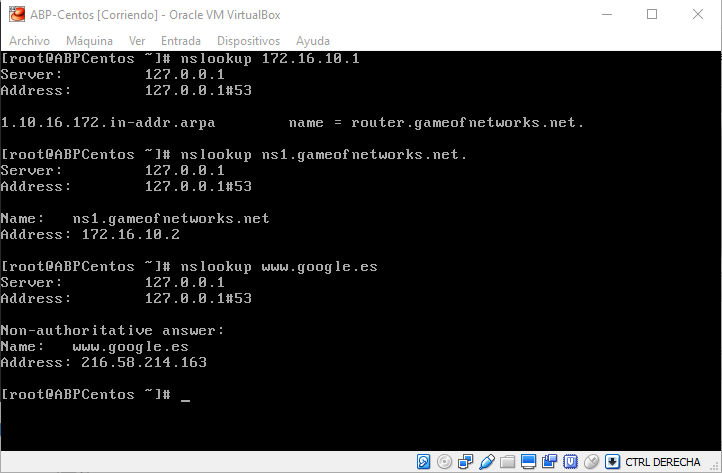 ABP-Centos [Corriendo] - Oracle VM VirtualBox
Archivo Máquina Ver Entrada Dispositivos Ayuda
[root@ABPCentos ~]# nslookup 172.16.10.1
Server: 127.0.0.1
Address: 127.0.0.1#53
1.10.16.172.in-addr.arpa name = router.gameofnetworks.net.
[root@ABPCentos ~]# nslookup ns1.gameofnetworks.net.
Server: 127.0.0.1
Address: 127.0.0.1#53
Name: ns1.gameofnetworks.net
Address: 172.16.10.2
[root@ABPCentos ~]# nslookup www.google.es
Server: 127.0.0.1
Address: 127.0.0.1#53
Non-authoritative answer:
Name: www.google.es
Address: 216.58.214.163
[root@ABPCentos ~]# _
CTRL DERECHA